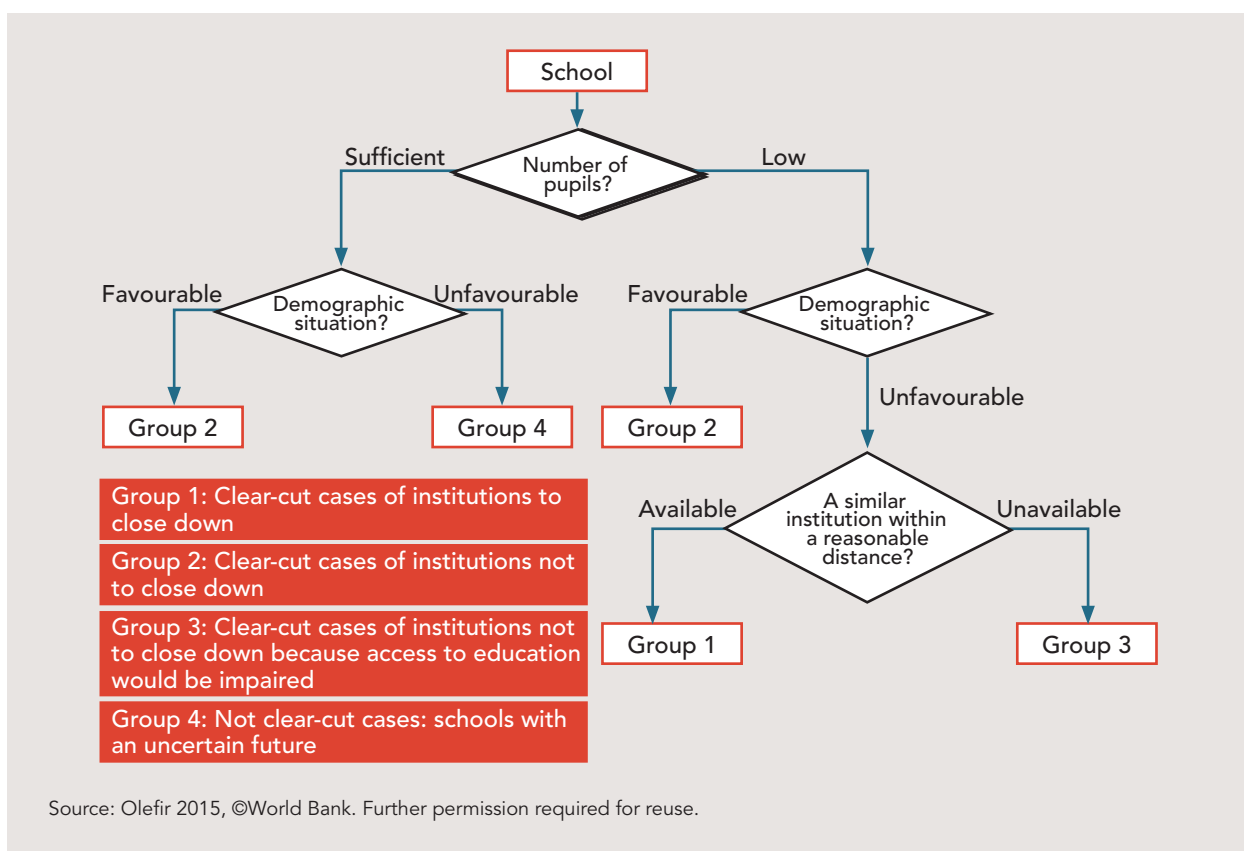 School
Number of
pupils?
Sufficient
Low
Demographic
situation?
Favourable
Unfavourable
Demographic
situation?
Favourable
Unfavourable
Group 2
Group 4
Group 2
A similar
institution within
a reasonable
distance?
Available
Unavailable
Group 1
Group 3
Group 1: Clear-cut cases of institutions to
close down
Group 2: Clear-cut cases of institutions not
to close down
Group 3: Clear-cut cases of institutions not
to close down because access to education
would be impaired
Group 4: Not clear-cut cases: schools with
an uncertain future
Source: Olefir 2015, ©World Bank. Further permission required for reuse.